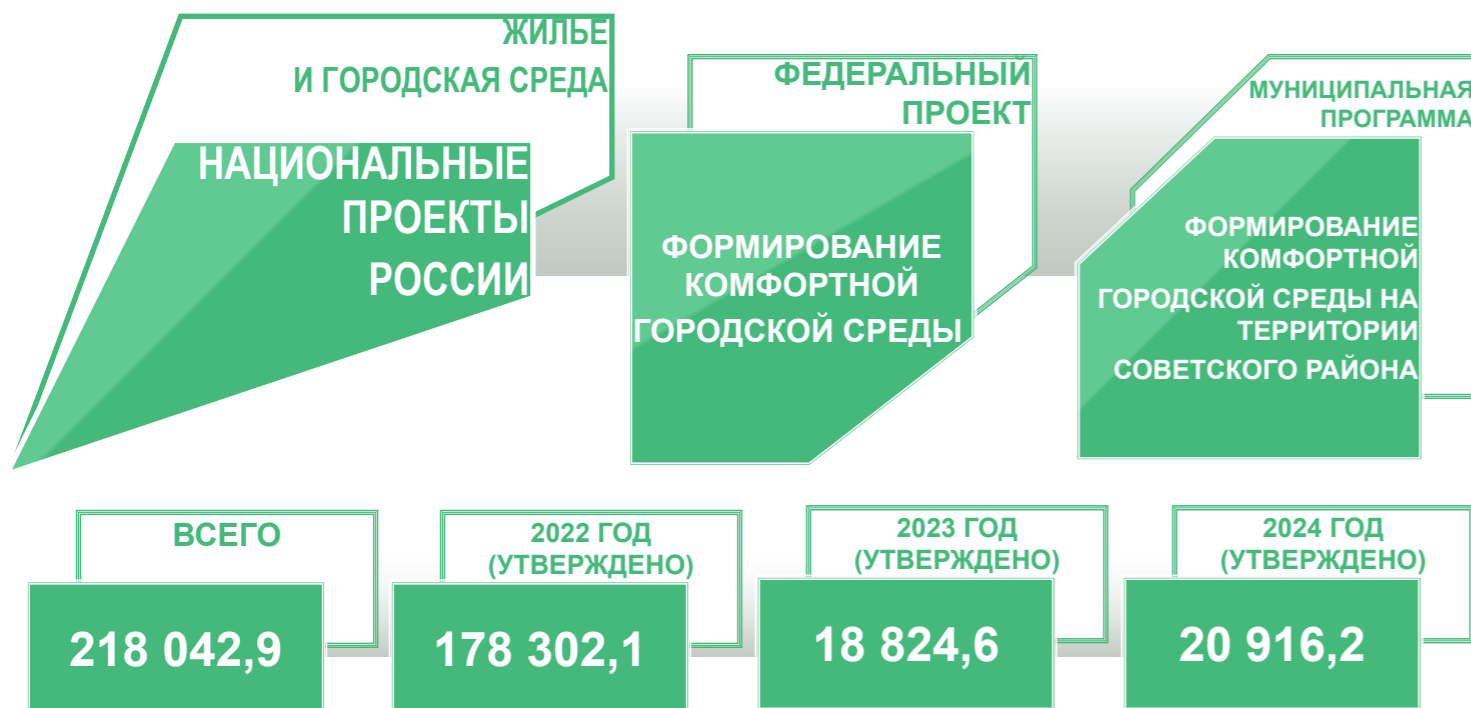 ЖИЛЬЕ
И ГОРОДСКАЯ СРЕДА
НАЦИОНАЛЬНЫЕ
ПРОЕКТЫ
РОССИИ
ФЕДЕРАЛЬНЫЙ
ПРОЕКТ
ФОРМИРОВАНИЕ
КОМФОРТНОЙ
ГОРОДСКОЙ СРЕДЫ
МУНИЦИПАЛЬНАЯ
ПРОГРАММА
ФОРМИРОВАНИЕ
КОМФОРТНОЙ
ГОРОДСКОЙ СРЕДЫ НА
ТЕРРИТОРИИ
СОВЕТСКОГО РАЙОНА
ВСЕГО
218 042,9
2022 ГОД
(УТВЕРЖДЕНО)
178 302,1
2023 ГОД
(УТВЕРЖДЕНО)
18 824,6
2024 ГОД
(УТВЕРЖДЕНО)
20 916,2